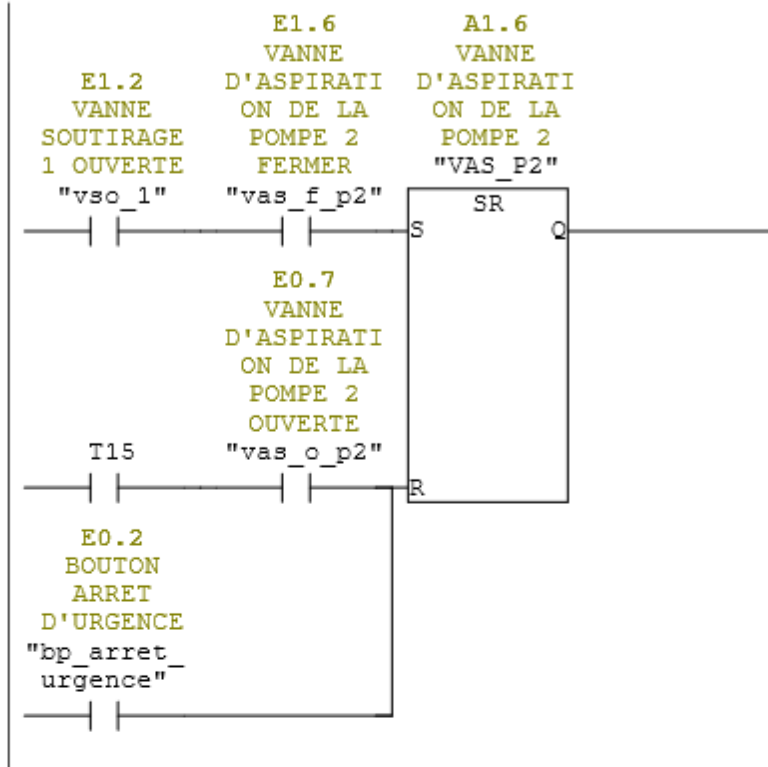 E1.6
VANNE
D'ASPIRATI
ON DE LA
POMPE 2
FERMER
"vas_f_p2"
A1.6
VANNE
D'ASPIRATI
ON DE LA
POMPE 2
"VAS_P2"
E1.2
VANNE
SOUTIRAGE
1 OUVERTE
"vso_1"
SR
S
Q
E0.7
VANNE
D'ASPIRATI
ON DE LA
POMPE 2
OUVERTE
"vas_o_p2"
T15
R
E0.2
BOUTON
ARRET
D'URGENCE
"bp_arret_
urgence"